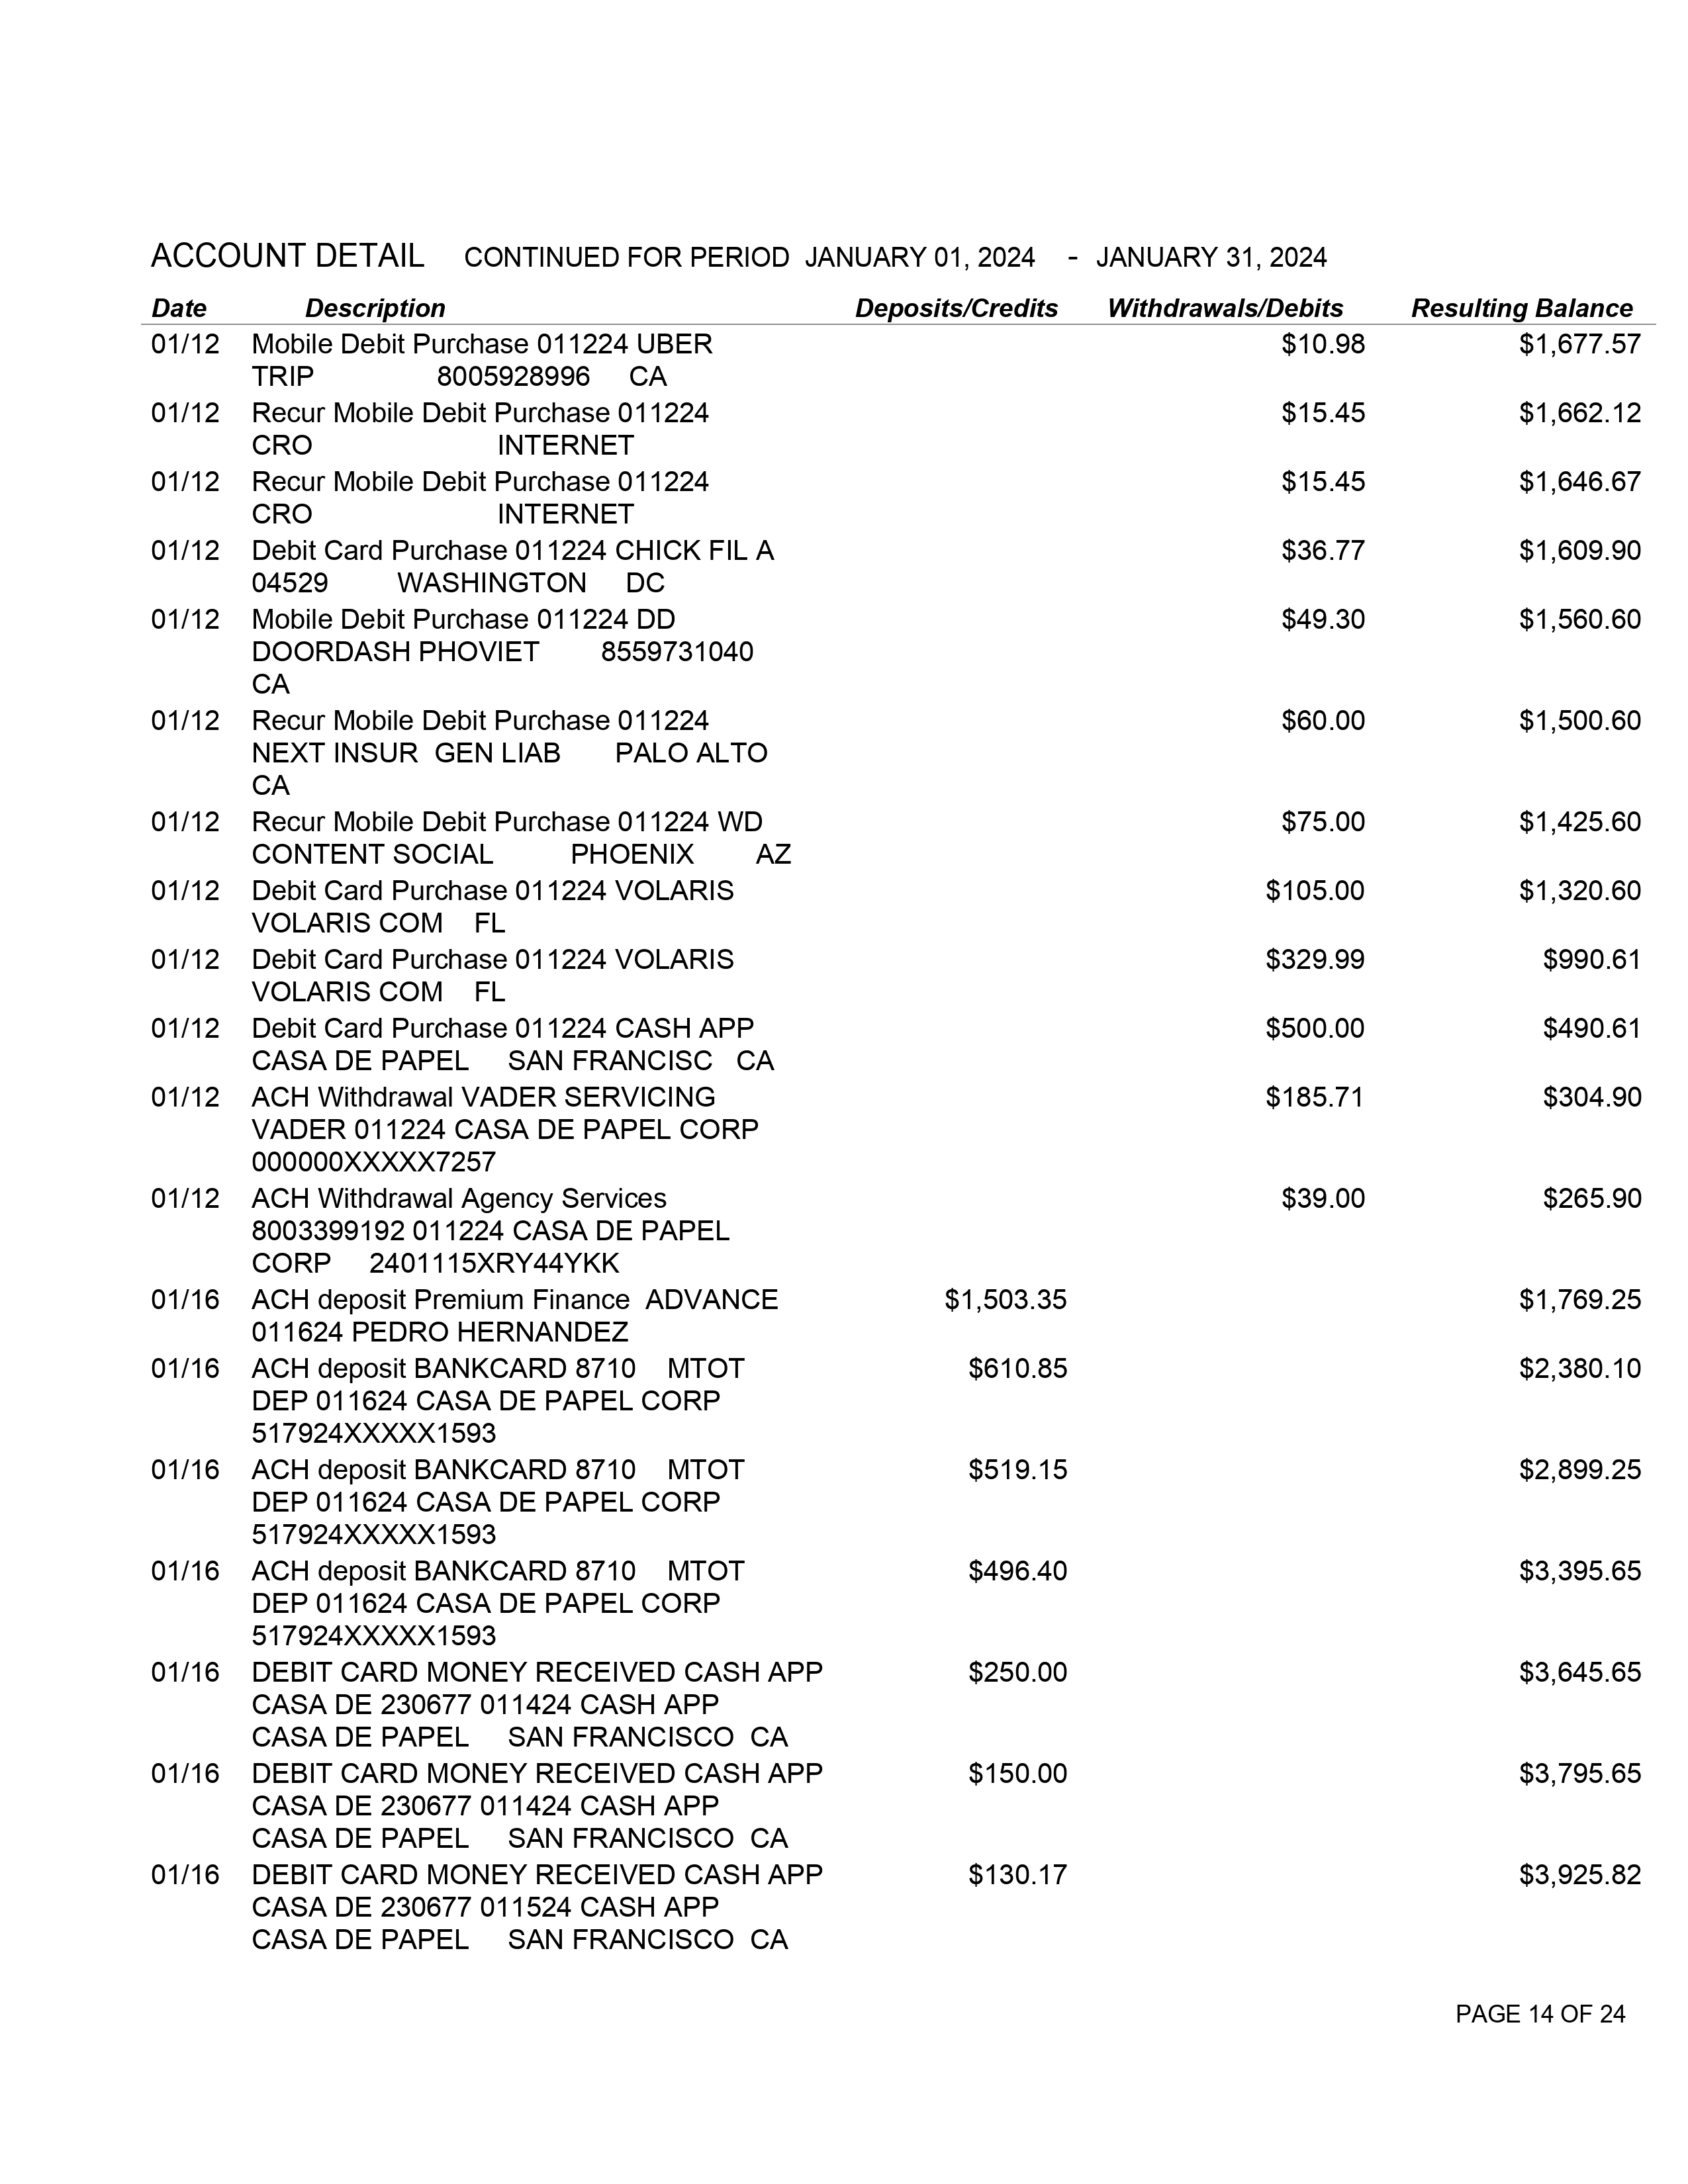 ACCOUNT DETAIL CONTINUED FOR PERIOD JANUARY 01, 2024 - JANUARY 31, 2024
Date Description Deposits/Credits Withdrawals/Debits Resulting Balance
01/12 Mobile Debit Purchase 011224 UBER $10.98 $1,677.57
TRIP 8005928996 CA
01/12 Recur Mobile Debit Purchase 011224 $15.45 $1,662.12
CRO INTERNET
01/12 Recur Mobile Debit Purchase 011224 $15.45 $1,646.67
CRO INTERNET
01/12 Debit Card Purchase 011224 CHICK FIL A $36.77 $1,609.90
04529 WASHINGTON DC
01/12 Mobile Debit Purchase 011224 DD $49.30 $1,560.60
DOORDASH PHOVIET 8559731040
CA
01/12 Recur Mobile Debit Purchase 011224 $60.00 $1,500.60
NEXT INSUR GEN LIAB PALO ALTO
CA
01/12 Recur Mobile Debit Purchase 011224 WD $75.00 $1,425.60
CONTENT SOCIAL PHOENIX AZ
01/12 Debit Card Purchase 011224 VOLARIS $105.00 $1,320.60
VOLARIS COM FL
01/12 Debit Card Purchase 011224 VOLARIS $329.99 $990.61
VOLARIS COM FL
01/12 Debit Card Purchase 011224 CASH APP $500.00 $490.61
CASA DE PAPEL SAN FRANCISC CA
01/12 ACH Withdrawal VADER SERVICING $185.71 $304.90
VADER 011224 CASA DE PAPEL CORP
000000XXXXX7257
01/12 ACH Withdrawal Agency Services $39.00 $265.90
8003399192 011224 CASA DE PAPEL
CORP 2401115XRY44YKK
01/16 ACH deposit Premium Finance ADVANCE $1,503.35 $1,769.25
011624 PEDRO HERNANDEZ
01/16 ACH deposit BANKCARD 8710 MTOT $610.85 $2,380.10
DEP 011624 CASA DE PAPEL CORP
517924XXXXX1593
01/16 ACH deposit BANKCARD 8710 MTOT $519.15 $2,899.25
DEP 011624 CASA DE PAPEL CORP
517924XXXXX1593
01/16 ACH deposit BANKCARD 8710 MTOT $496.40 $3,395.65
DEP 011624 CASA DE PAPEL CORP
517924XXXXX1593
01/16 DEBIT CARD MONEY RECEIVED CASH APP $250.00 $3,645.65
CASA DE 230677 011424 CASH APP
CASA DE PAPEL SAN FRANCISCO CA
01/16 DEBIT CARD MONEY RECEIVED CASH APP $150.00 $3,795.65
CASA DE 230677 011424 CASH APP
CASA DE PAPEL SAN FRANCISCO CA
01/16 DEBIT CARD MONEY RECEIVED CASH APP $130.17 $3,925.82
CASA DE 230677 011524 CASH APP
CASA DE PAPEL SAN FRANCISCO CA
PAGE 14 OF 24